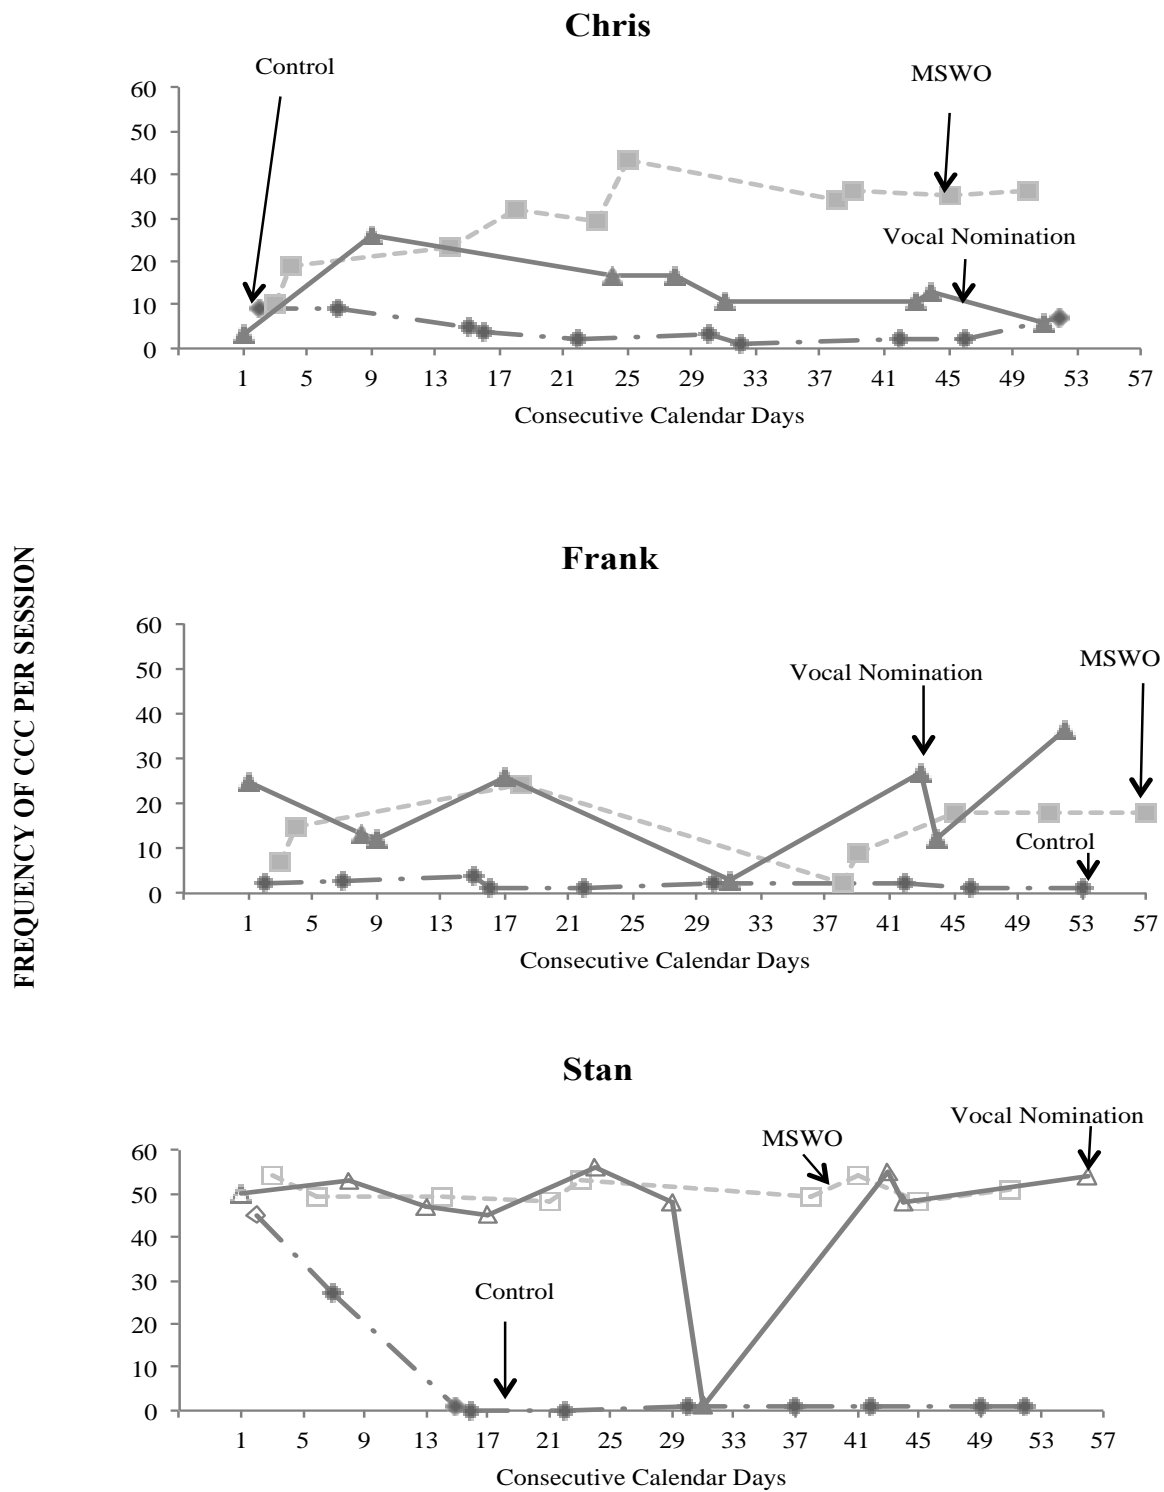 Chris
Control
MSWO
60
50
40
30
20
10
0
Vocal Nomination
1 5 9 13 17 21 25 29 33 37 41 45 49 53 57
Consecutive Calendar Days
FREQUENCY OF CCC PER SESSION
Frank
60
50
40
30
20
10
0
Vocal Nomination
MSWO
Control
1 5 9 13 17 21 25 29 33 37 41 45 49 53 57
Consecutive Calendar Days
Stan
Vocal Nomination
MSWO
60
50
40
30
20
10
0
Control
1 5 9 13 17 21 25 29 33 37 41 45 49 53 57
Consecutive Calendar Days